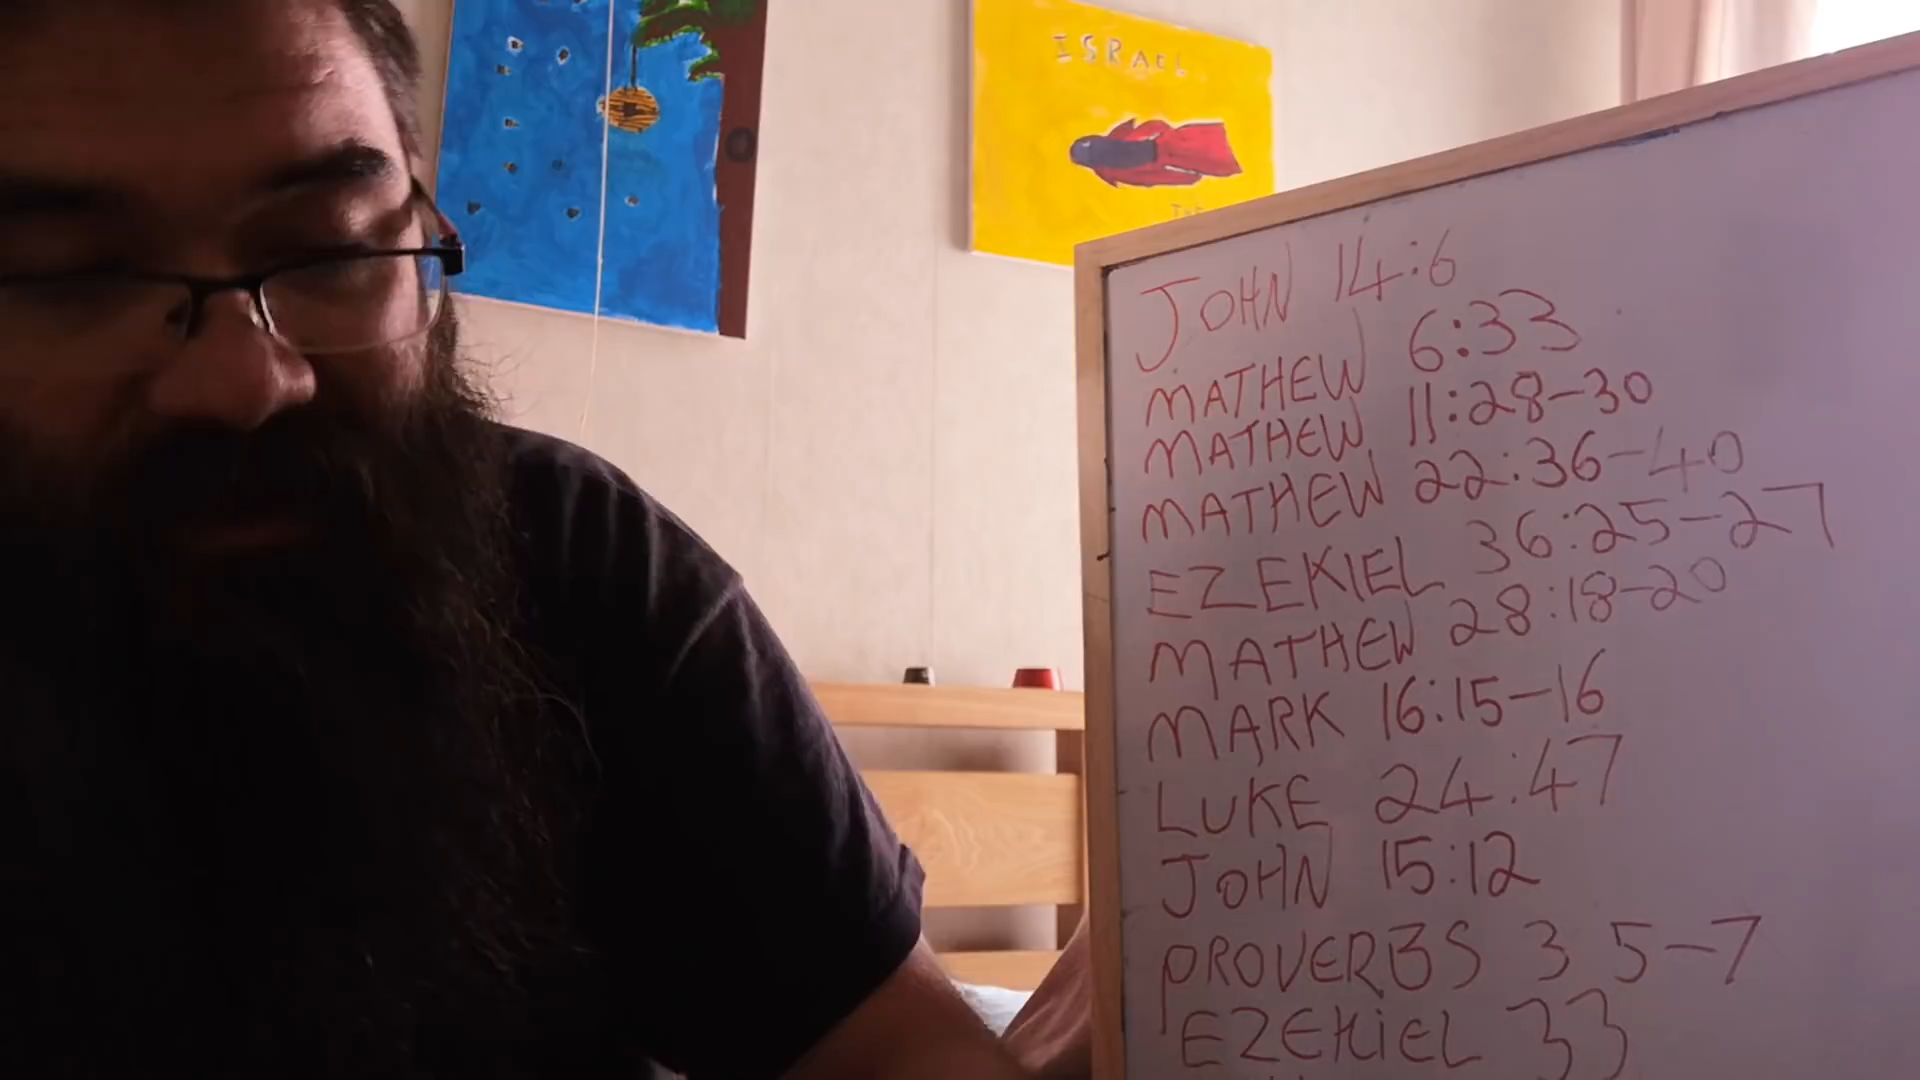 ISRAEL
JOHN 14:6
MATHEW 6:33
MATHEW 11:28-30
MATHEW 22:36-40
EZEKIEL 36:25-27
MATHEW 28:18-20
MARK 16:15-16
LUKE 24:47
JOHN 15:12
PROVERBS 3 5-7
EZEKiEL 33